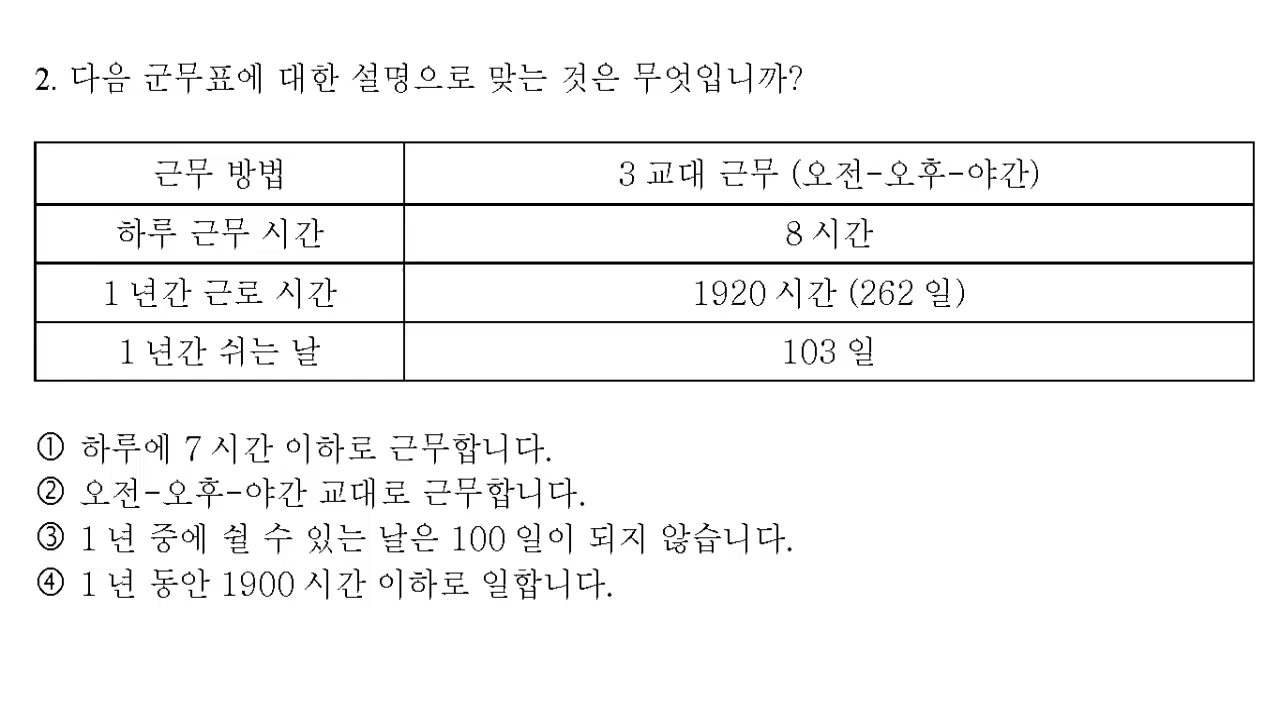 2. 다음 군무표에 대한 설명으로 맞는 것은 무엇입니까?
근무 방법 3 교대 근무 (오전-오후-야간)
하루 근무 시간 8 시간
1 년간 근로 시간 1920 시간 (262 일)
1 년간 쉬는 날 103 일
① 하루에 7 시간 이하로 근무합니다.
② 오전-오후-야간 교대로 근무합니다.
③ 1 년 중에 쉴 수 있는 날은 100 일이 되지 않습니다.
④ 1 년 동안 1900 시간 이하로 일합니다.